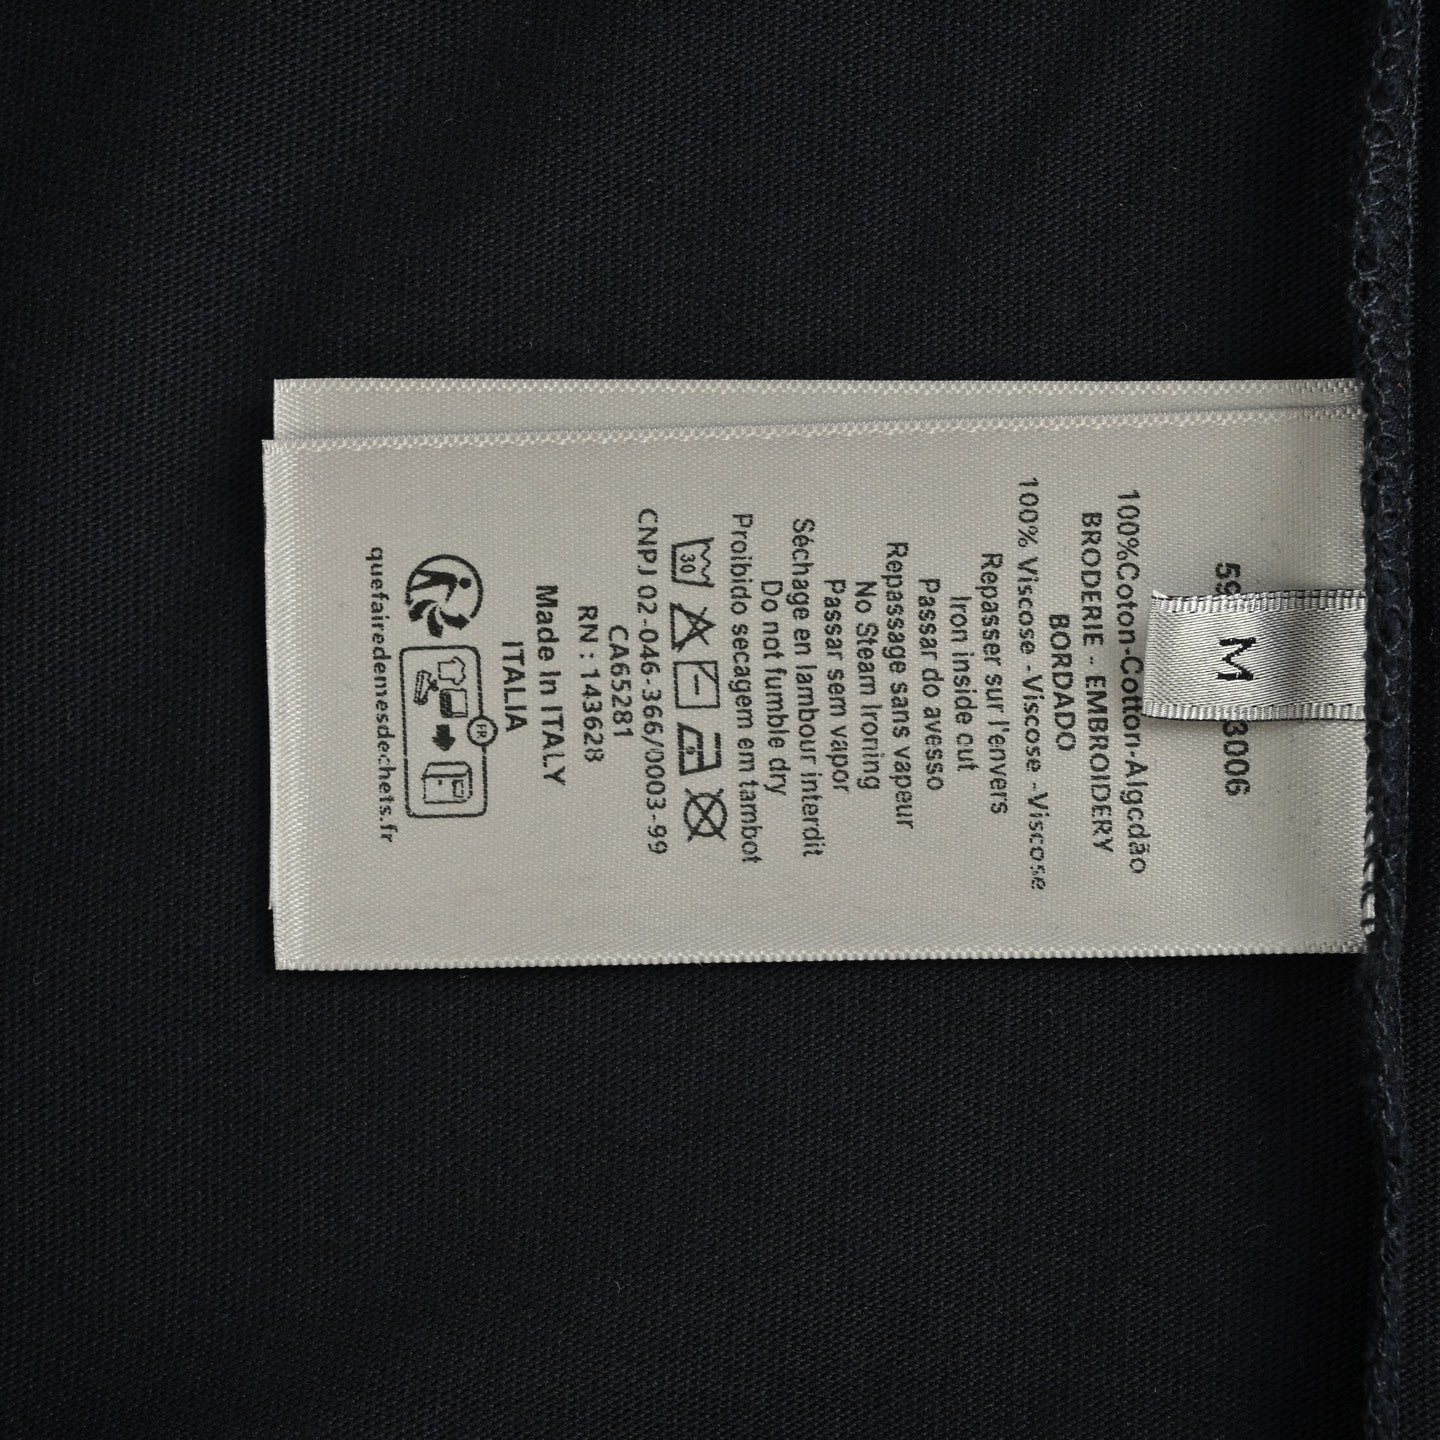 M
3006
100%Coton-Cotton-Algodão
BRODERIE - EMBROIDERY
BORDADO
100% Viscose -Viscose -Viscose
Repasser sur l'envers
Iron inside cut
Passar do avesso
Repassage sans vapeur
No Steam Ironing
Passar sem vapor
Séchage en lambour interdit
Do not fumble dry
Proibido secagem em tambot
30
CNPJ 02-046-366/0003-99
CA65281
RN : 143628
Made In ITALY
ITALIA
FR
quefairedemesdechets.fr